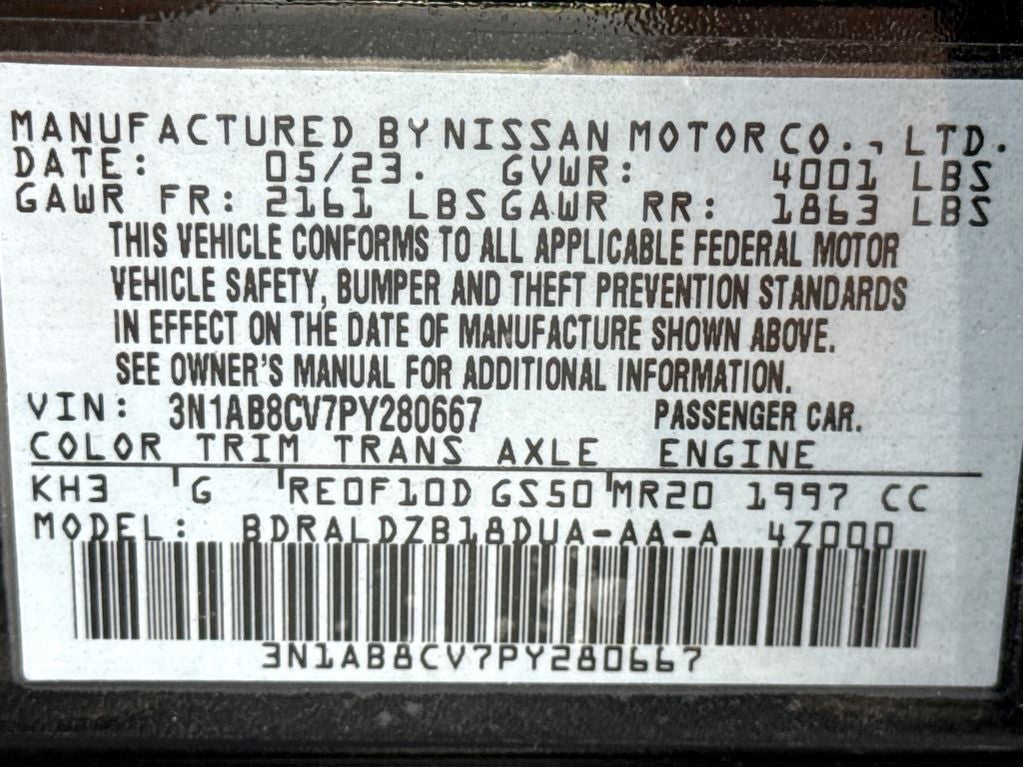 MANUFACTURED BY NISSAN MOTOR CO., LTD.
DATE: 05/23. GVWR: 4001 LBS
GAWR FR: 2161 LBS GAWR RR: 1863 LBS
THIS VEHICLE CONFORMS TO ALL APPLICABLE FEDERAL MOTOR
VEHICLE SAFETY, BUMPER AND THEFT PREVENTION STANDARDS
IN EFFECT ON THE DATE OF MANUFACTURE SHOWN ABOVE.
SEE OWNER'S MANUAL FOR ADDITIONAL INFORMATION.
VIN: 3N1AB8CV7PY280667 PASSENGER CAR.
COLOR TRIM TRANS AXLE ENGINE
KH3 G RE0F10D GS50 MR20 1997 CC
MODEL: BDRALDZB18DUA-AA-A 4Z000
3N1AB8CV7PY280667